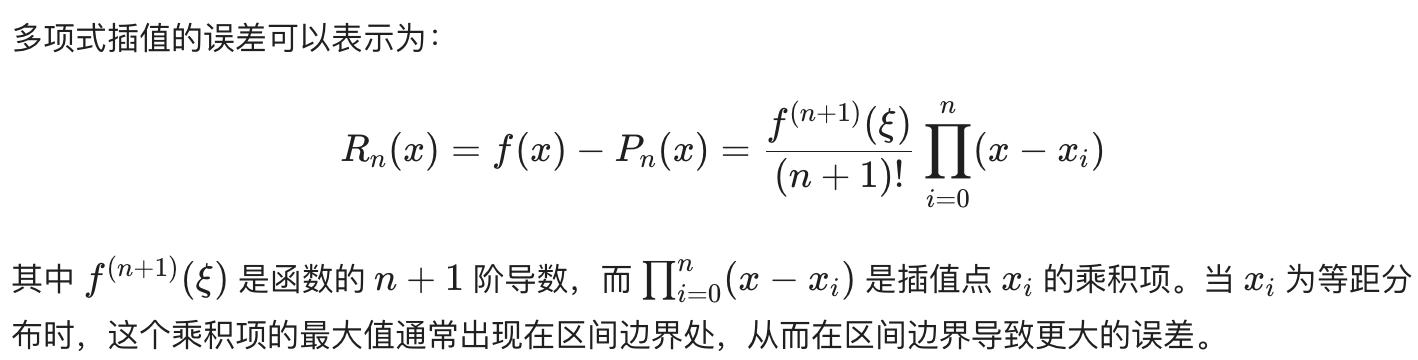 多项式插值的误差可以表示为：
$$R_n(x) = f(x) - P_n(x) = \frac{f^{(n+1)}(\xi)}{(n+1)!} \prod_{i=0}^{n} (x - x_i)$$
其中 $f^{(n+1)}(\xi)$ 是函数的 $n+1$ 阶导数，而 $\prod_{i=0}^{n}(x - x_i)$ 是插值点 $x_i$ 的乘积项。当 $x_i$ 为等距分
布时，这个乘积项的最大值通常出现在区间边界处，从而在区间边界导致更大的误差。